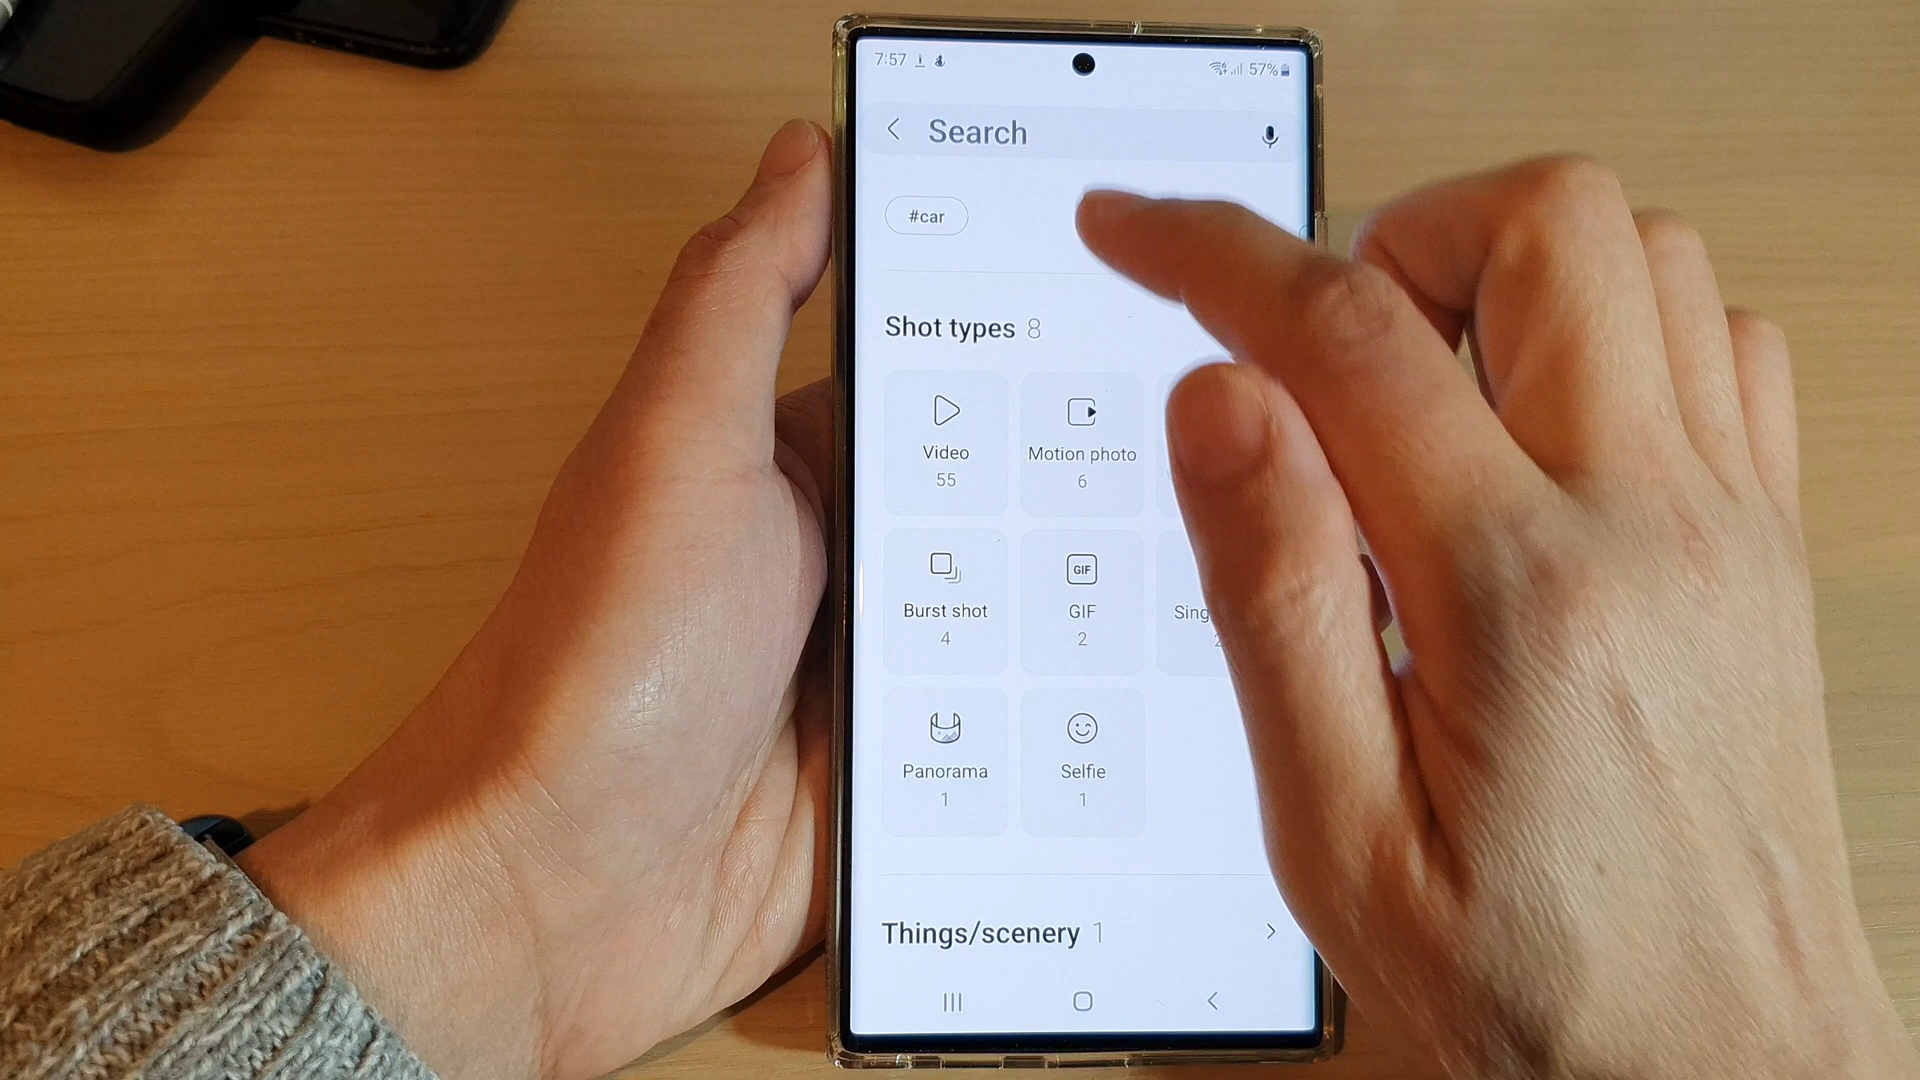 7:57
57%
Search
#car
Shot types 8
Video
55
Motion photo
6
Burst shot
4
GIF
GIF
2
Panorama
1
Selfie
1
Things/scenery 1